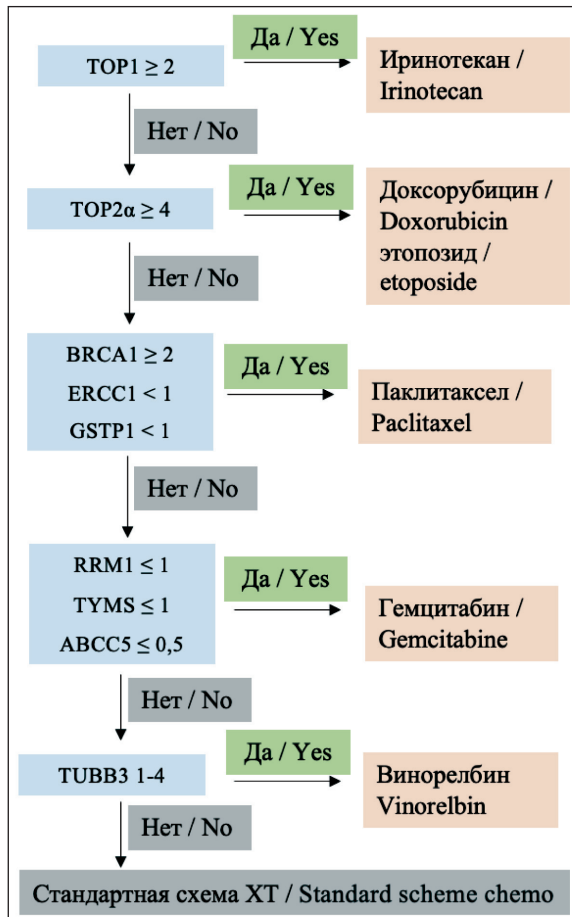 Да / Yes
TOP1 ≥ 2
Иринотекан /
Irinotecan
Нет / No
Да / Yes
TOP2α ≥ 4
Доксорубицин /
Doxorubicin
этопозид /
etoposide
Нет / No
BRCA1 ≥ 2
ERCC1 < 1
GSTP1 < 1
Да / Yes
Паклитаксел /
Paclitaxel
Нет / No
RRM1 ≤ 1
TYMS ≤ 1
ABCC5 ≤ 0,5
Да / Yes
Гемцитабин /
Gemcitabine
Нет / No
TUBB3 1-4
Да / Yes
Винорелбин
Vinorelbin
Нет / No
Стандартная схема ХТ / Standard scheme chemo